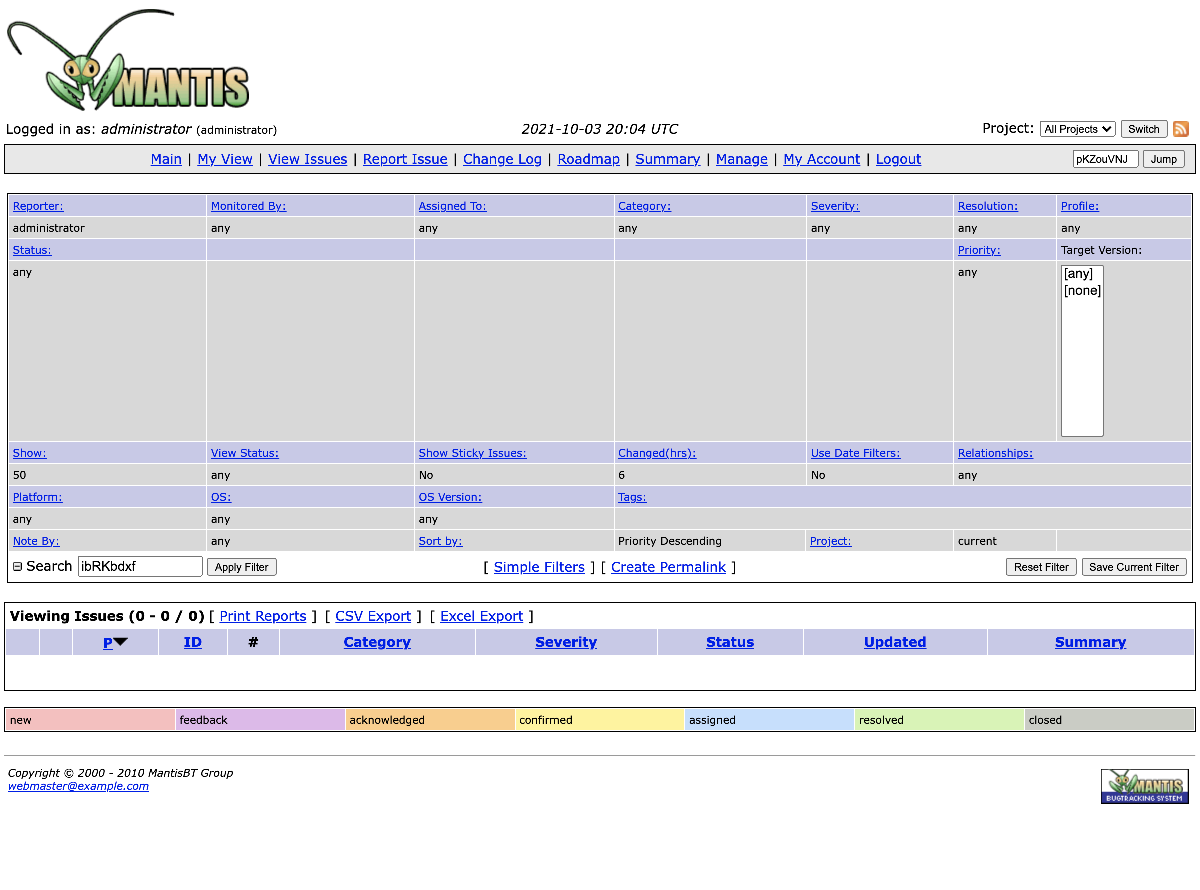 MANTIS
Logged in as: administrator (administrator)
2021-10-03 20:04 UTC
Project: All Projects Switch
Main | My View | View Issues | Report Issue | Change Log | Roadmap | Summary | Manage | My Account | Logout
pKZouVNJ Jump
Reporter: Monitored By: Assigned To: Category: Severity: Resolution: Profile:
administrator any any any any any any
Status: Priority: Target Version:
any any [any]
[none]
Show: View Status: Show Sticky Issues: Changed(hrs): Use Date Filters: Relationships:
50 any No 6 No any
Platform: OS: OS Version: Tags:
any any any
Note By: any Sort by: Priority Descending Project: current
Search ibRKbdxf Apply Filter [ Simple Filters ] [ Create Permalink ] Reset Filter Save Current Filter
Viewing Issues (0 - 0 / 0) [ Print Reports ] [ CSV Export ] [ Excel Export ]
P ID # Category Severity Status Updated Summary
new feedback acknowledged confirmed assigned resolved closed
Copyright © 2000 - 2010 MantisBT Group
webmaster@example.com
MANTIS
BUGTRACKING SYSTEM